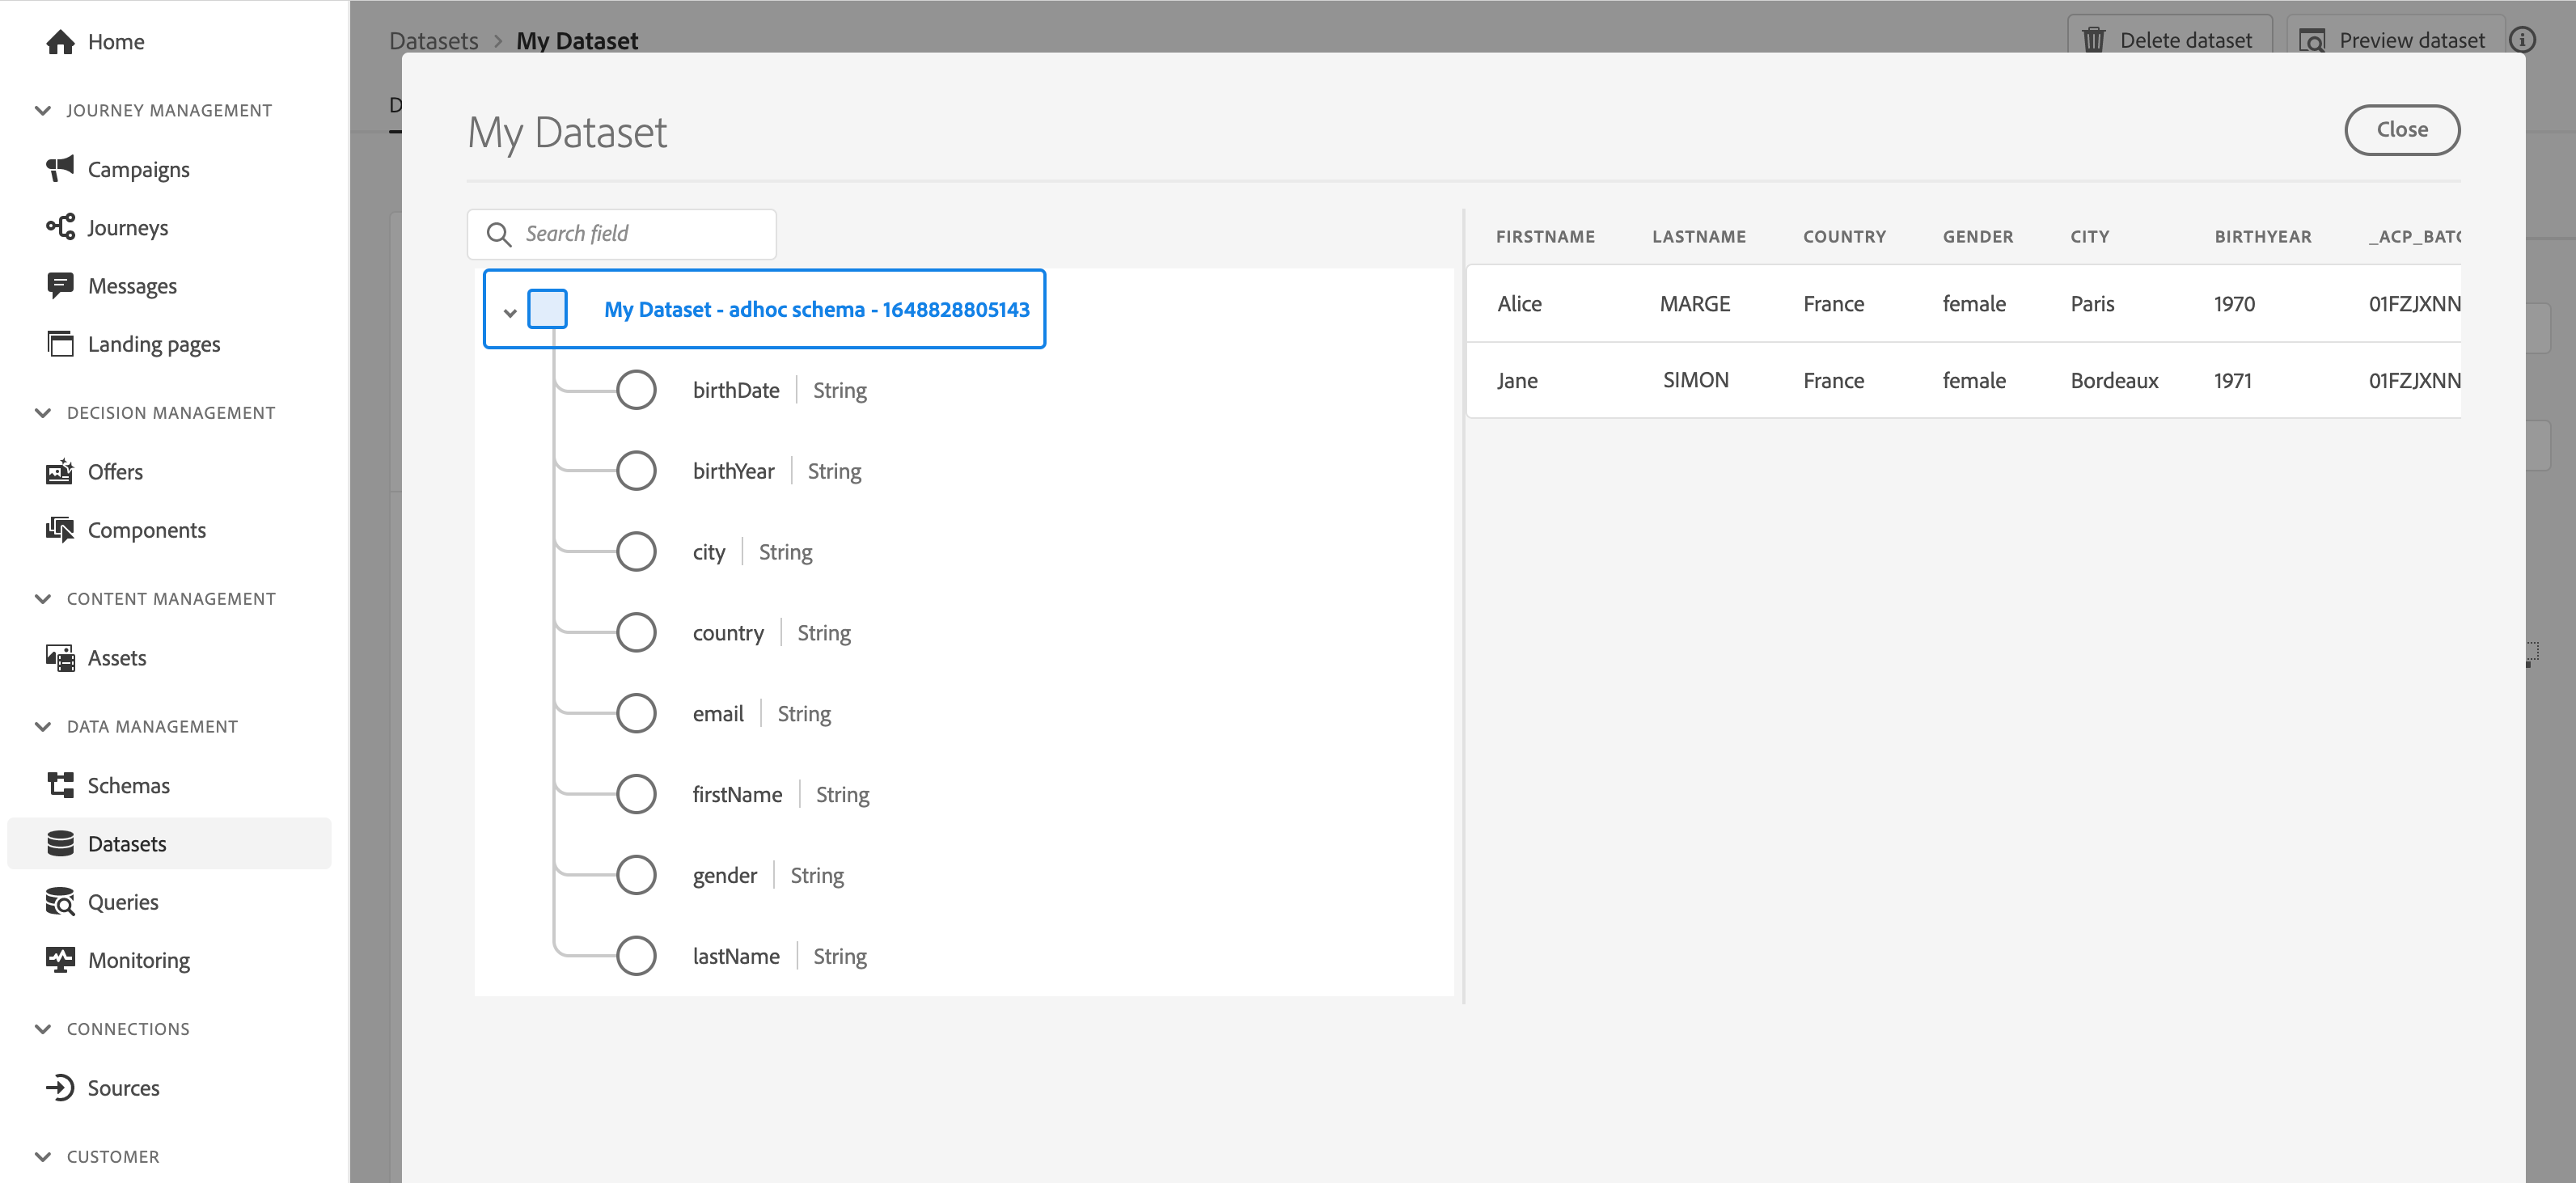 Home
JOURNEY MANAGEMENT
Campaigns
Journeys
Messages
Landing pages
DECISION MANAGEMENT
Offers
Components
CONTENT MANAGEMENT
Assets
DATA MANAGEMENT
Schemas
Datasets
Queries
Monitoring
CONNECTIONS
Sources
CUSTOMER
Datasets > My Dataset
Delete dataset
Preview dataset
D
My Dataset
Close
Search field
My Dataset - adhoc schema - 1648828805143
birthDate | String
birthYear | String
city | String
country | String
email | String
firstName | String
gender | String
lastName | String
FIRSTNAME LASTNAME COUNTRY GENDER CITY BIRTHYEAR _ACP_BATC
Alice MARGE France female Paris 1970 01FZJXNN
Jane SIMON France female Bordeaux 1971 01FZJXNN